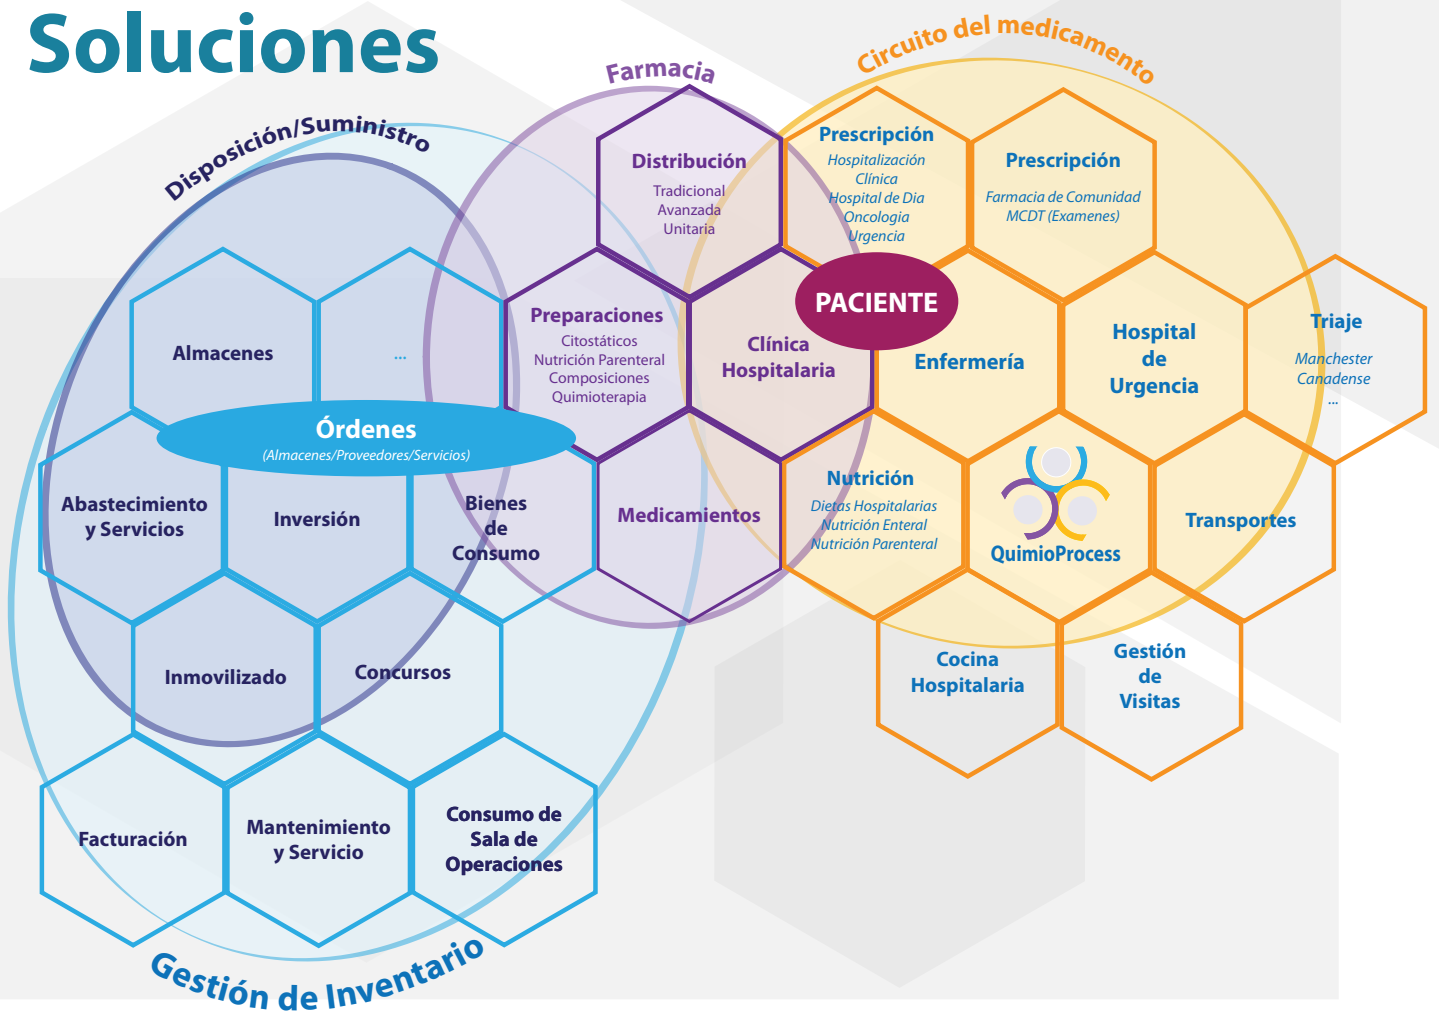 Soluciones
Disposición/Suministro
Farmacia
Circuito del medicamento
Distribución
Tradicional
Avanzada
Unitaria
Prescripción
Hospitalización
Clínica
Hospital de Dia
Oncologia
Urgencia
Prescripción
Farmacia de Comunidad
MCDT (Examenes)
PACIENTE
Almacenes
...
Preparaciones
Citostáticos
Nutrición Parenteral
Composiciones
Quimioterapia
Clínica
Hospitalaria
Enfermería
Hospital
de
Urgencia
Triaje
Manchester
Canadense
...
Órdenes
(Almacenes/Proveedores/Servicios)
Abastecimiento
y Servicios
Inversión
Bienes
de
Consumo
Medicamientos
Nutrición
Dietas Hospitalarias
Nutrición Enteral
Nutrición Parenteral
QuimioProcess
Transportes
Inmovilizado
Concursos
Cocina
Hospitalaria
Gestión
de
Visitas
Facturación
Mantenimiento
y Servicio
Consumo de
Sala de
Operaciones
Gestión de Inventario